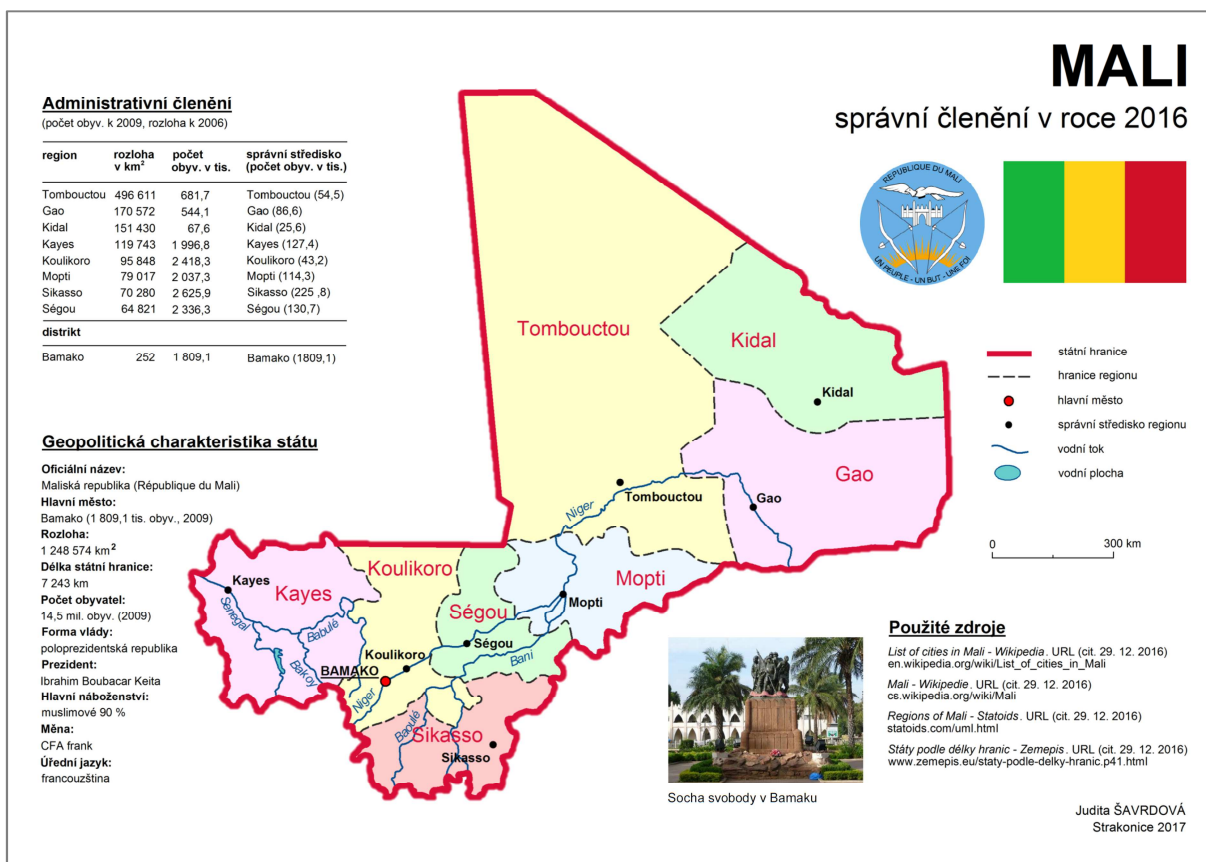 MALI
správní členění v roce 2016
Administrativní členění
(počet obyv. k 2009, rozloha k 2006)
region rozloha v km² počet obyv. v tis. správní středisko (počet obyv. v tis.)
Tombouctou 496 611 681,7 Tombouctou (54,5)
Gao 170 572 544,1 Gao (86,6)
Kidal 151 430 67,6 Kidal (25,6)
Kayes 119 743 1 996,8 Kayes (127,4)
Koulikoro 95 848 2 418,3 Koulikoro (43,2)
Mopti 79 017 2 037,3 Mopti (114,3)
Sikasso 70 280 2 625,9 Sikasso (225 ,8)
Ségou 64 821 2 336,3 Ségou (130,7)
distrikt
Bamako 252 1 809,1 Bamako (1809,1)
REPUBLIQUE DU MALI
UN PEUPLE - UN BUT - UNE FOI
státní hranice
hranice regionu
hlavní město
správní středisko regionu
vodní tok
vodní plocha
0 300 km
Geopolitická charakteristika státu
Oficiální název:
Maliská republika (République du Mali)
Hlavní město:
Bamako (1 809,1 tis. obyv., 2009)
Rozloha:
1 248 574 km²
Délka státní hranice:
7 243 km
Počet obyvatel:
14,5 mil. obyv. (2009)
Forma vlády:
poloprezidentská republika
Prezident:
Ibrahim Boubacar Keita
Hlavní náboženství:
muslimové 90 %
Měna:
CFA frank
Úřední jazyk:
francouzština
Tombouctou
Kidal
Kidal
Gao
Tombouctou
Gao
Niger
Koulikoro
Mopti
Kayes
Kayes
Ségou
Mopti
Senegal
Babulé
Ségou
Koulikoro
Bani
Bakoy
BAMAKO
Niger
Baoulé
Sikasso
Sikasso
Socha svobody v Bamaku
Použité zdroje
List of cities in Mali - Wikipedia. URL (cit. 29. 12. 2016)
en.wikipedia.org/wiki/List_of_cities_in_Mali
Mali - Wikipedie. URL (cit. 29. 12. 2016)
cs.wikipedia.org/wiki/Mali
Regions of Mali - Statoids. URL (cit. 29. 12. 2016)
statoids.com/uml.html
Státy podle délky hranic - Zemepis. URL (cit. 29. 12. 2016)
www.zemepis.eu/staty-podle-delky-hranic.p41.html
Judita ŠAVRDOVÁ
Strakonice 2017